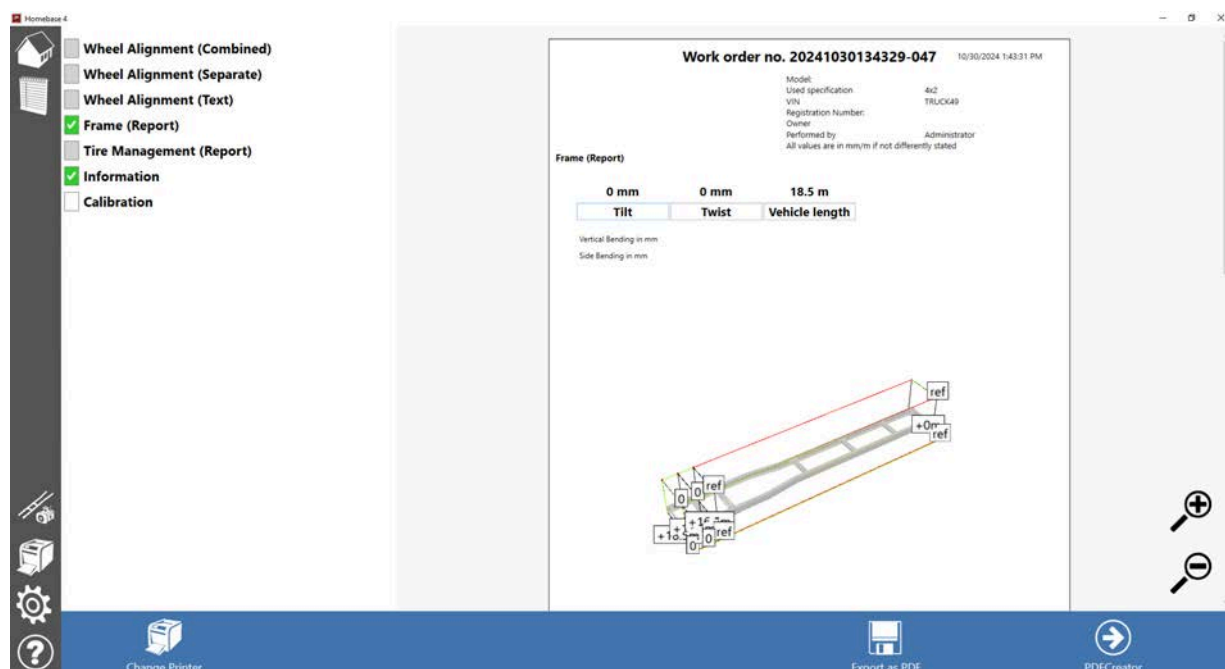 Homebase 4
Wheel Alignment (Combined)
Wheel Alignment (Separate)
Wheel Alignment (Text)
Frame (Report)
Tire Management (Report)
Information
Calibration
Work order no. 20241030134329-047 10/30/2024 1:43:31 PM
Model:
Used specification 4x2
VIN TRUCK49
Registration Number:
Owner
Performed by Administrator
All values are in mm/m if not differently stated
Frame (Report)
0 mm 0 mm 18.5 m
Tilt Twist Vehicle length
Vertical Bending in mm
Side Bending in mm
ref
+0m
ref
0 0 ref
0 0 ref
?
Change Printer Export as PDF PDFCreator